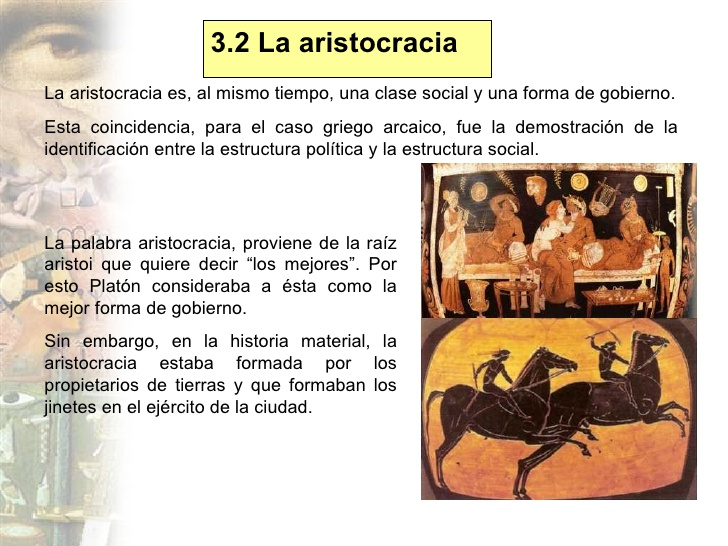 3.2 La aristocracia
La aristocracia es, al mismo tiempo, una clase social y una forma de gobierno.
Esta coincidencia, para el caso griego arcaico, fue la demostración de la
identificación entre la estructura política y la estructura social.
La palabra aristocracia, proviene de la raíz
aristoi que quiere decir “los mejores”. Por
esto Platón consideraba a ésta como la
mejor forma de gobierno.
Sin embargo, en la historia material, la
aristocracia estaba formada por los
propietarios de tierras y que formaban los
jinetes en el ejército de la ciudad.